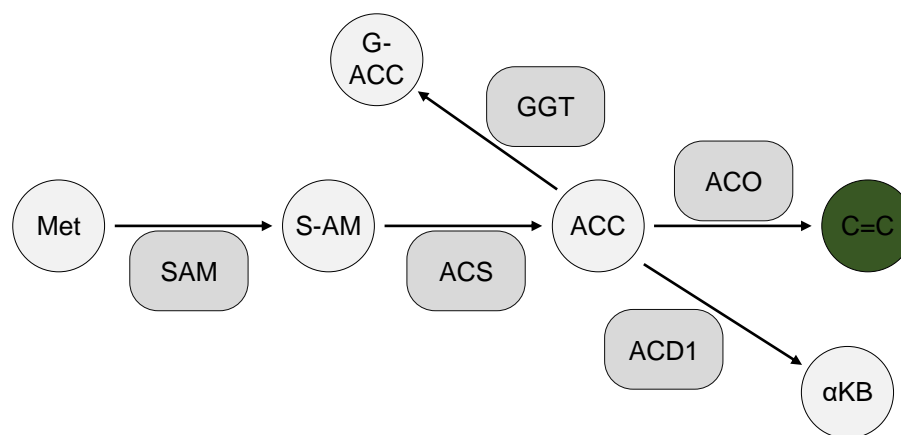 G-
ACC
GGT
ACO
Met
S-AM
ACC
C=C
SAM
ACS
ACD1
αKB